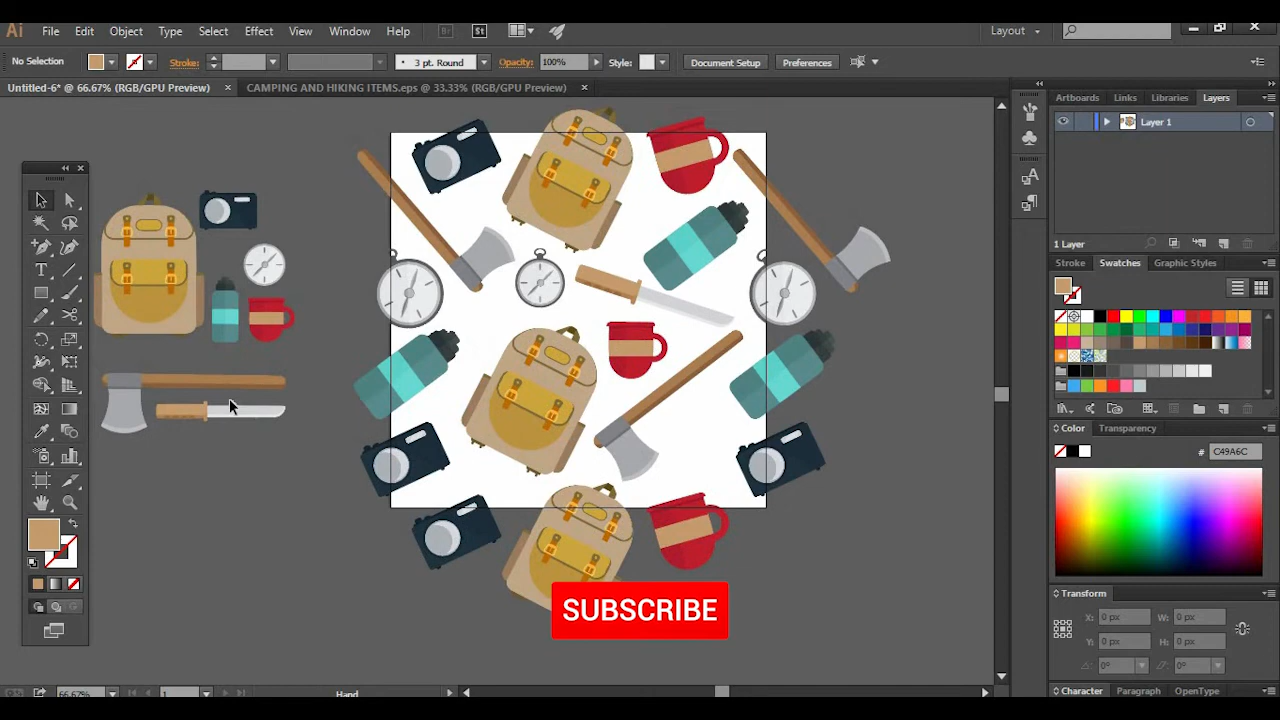 Ai File Edit Object Type Select Effect View Window Help Br St Layout
No Selection Stroke: 3 pt. Round Opacity: 100% Style: Document Setup Preferences
Untitled-6* @ 66.67% (RGB/GPU Preview) × CAMPING AND HIKING ITEMS.eps @ 33.33% (RGB/GPU Preview) ×
Artboards Links Libraries Layers
Layer 1
1 Layer
Stroke Swatches Graphic Styles
Color Transparency
# C49A6C
Transform
X: 0 px W: 0 px
Y: 0 px H: 0 px
0° 0°
Character Paragraph OpenType
SUBSCRIBE
66.67% 1 Hand